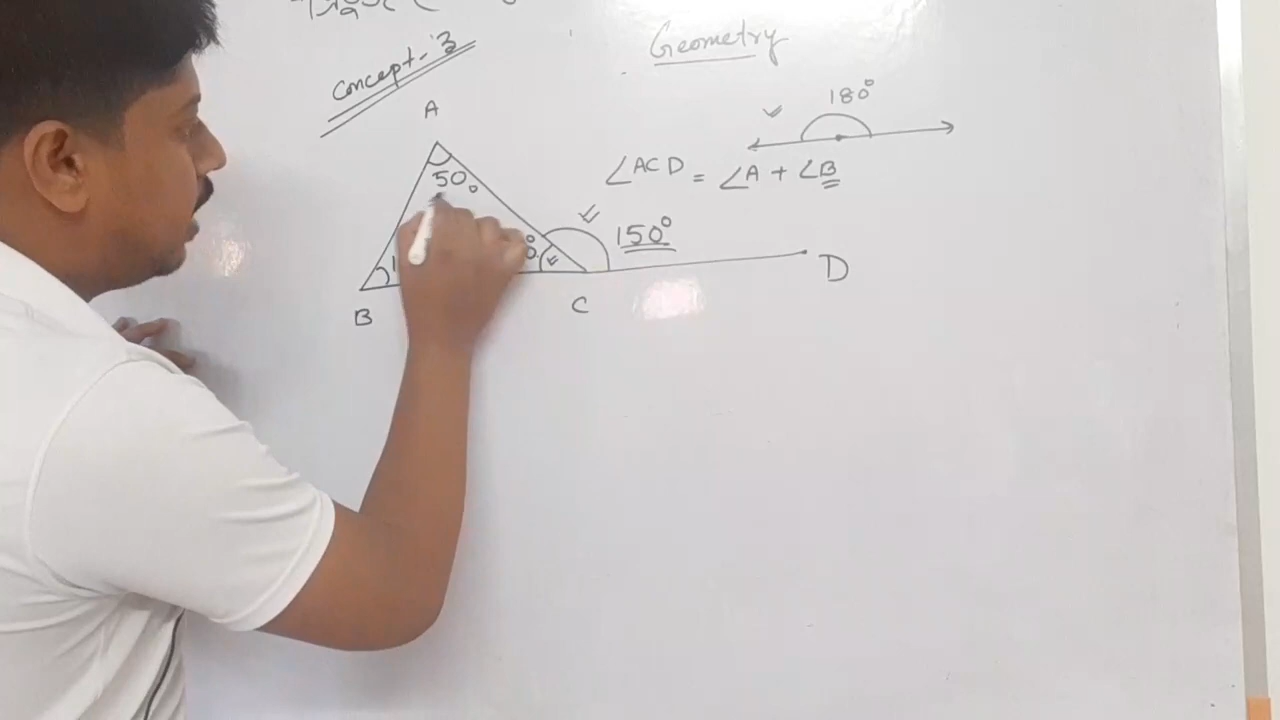 Geometry
Concept-3
180°
A
∠ACD = ∠A + ∠B
50°
150°
D
B
C